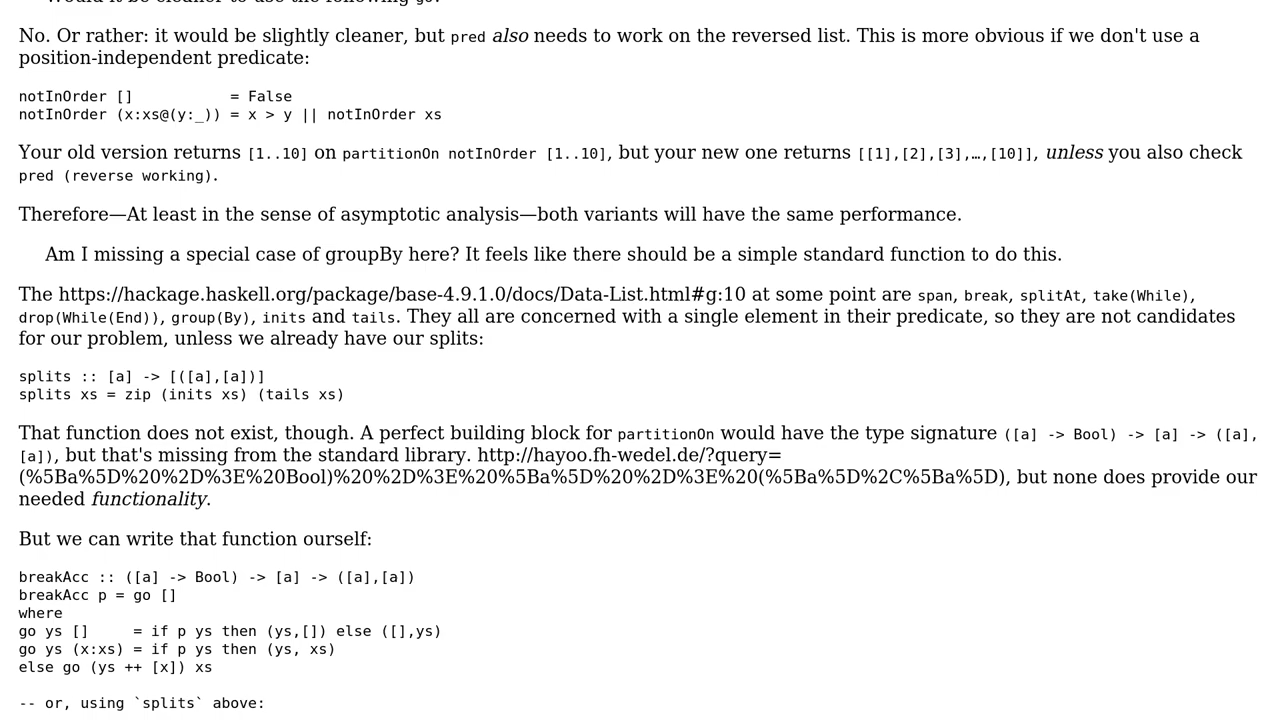 No. Or rather: it would be slightly cleaner, but pred also needs to work on the reversed list. This is more obvious if we don't use a
position-independent predicate:
notInOrder []           = False
notInOrder (x:xs@(y:_)) = x > y || notInOrder xs
Your old version returns [1..10] on partitionOn notInOrder [1..10], but your new one returns [[1],[2],[3],…,[10]], unless you also check
pred (reverse working).
Therefore—At least in the sense of asymptotic analysis—both variants will have the same performance.
Am I missing a special case of groupBy here? It feels like there should be a simple standard function to do this.
The https://hackage.haskell.org/package/base-4.9.1.0/docs/Data-List.html#g:10 at some point are span, break, splitAt, take(While),
drop(While(End)), group(By), inits and tails. They all are concerned with a single element in their predicate, so they are not candidates
for our problem, unless we already have our splits:
splits :: [a] -> [([a],[a])]
splits xs = zip (inits xs) (tails xs)
That function does not exist, though. A perfect building block for partitionOn would have the type signature ([a] -> Bool) -> [a] -> ([a],
[a]), but that's missing from the standard library. http://hayoo.fh-wedel.de/?query=
(%5Ba%5D%20%2D%3E%20Bool)%20%2D%3E%20%5Ba%5D%20%2D%3E%20(%5Ba%5D%2C%5Ba%5D), but none does provide our
needed functionality.
But we can write that function ourself:
breakAcc :: ([a] -> Bool) -> [a] -> ([a],[a])
breakAcc p = go []
where
go ys []     = if p ys then (ys,[]) else ([],ys)
go ys (x:xs) = if p ys then (ys, xs)
else go (ys ++ [x]) xs
-- or, using `splits` above: